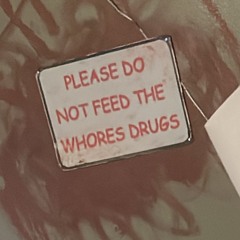 PLEASE DO
NOT FEED THE
WHORES DRUGS